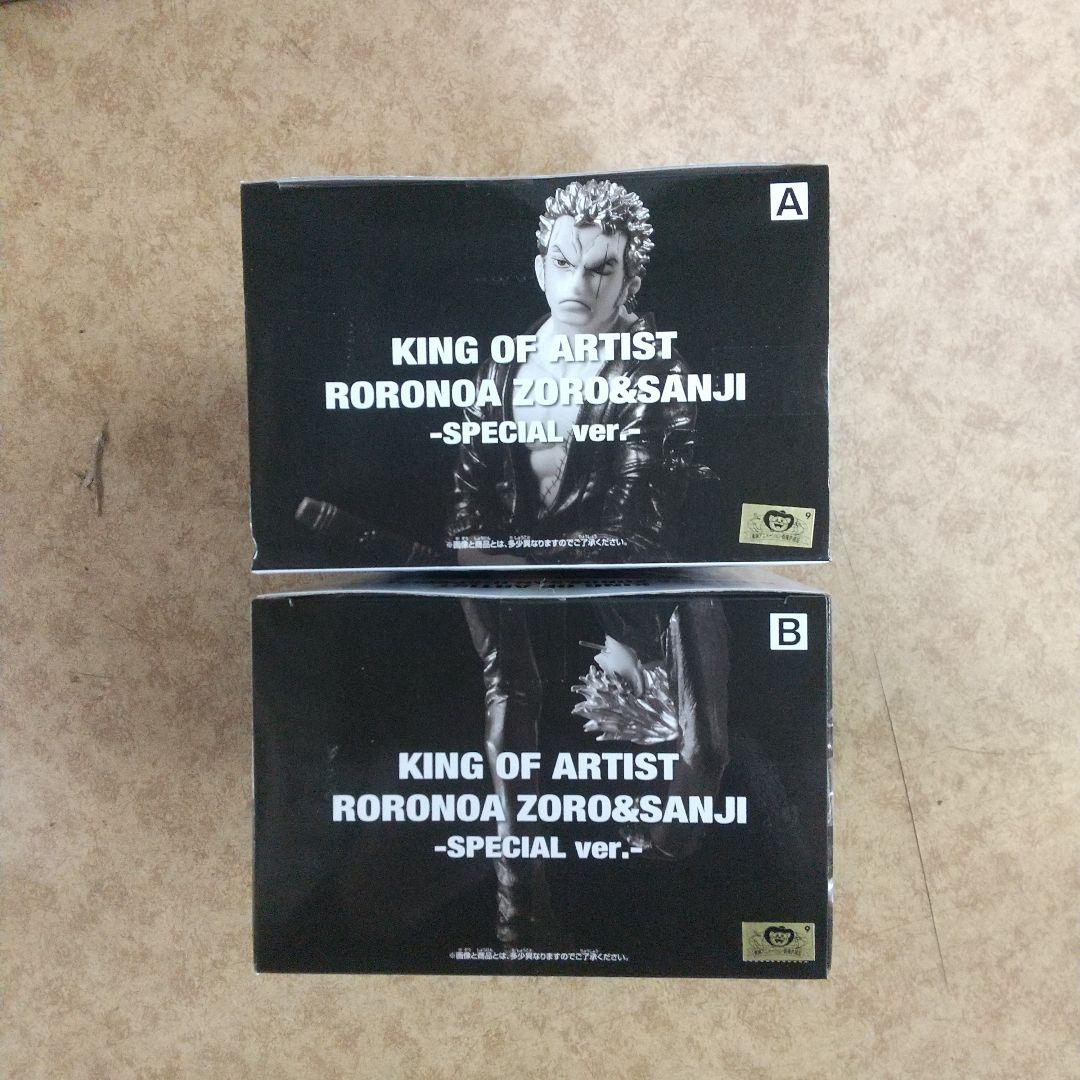 A
KING OF ARTIST
RORONOA ZORO&SANJI
-SPECIAL ver.-
9
※画像と商品とは、多少異なりますのでご了承ください。
B
KING OF ARTIST
RORONOA ZORO&SANJI
-SPECIAL ver.-
9
※画像と商品とは、多少異なりますのでご了承ください。